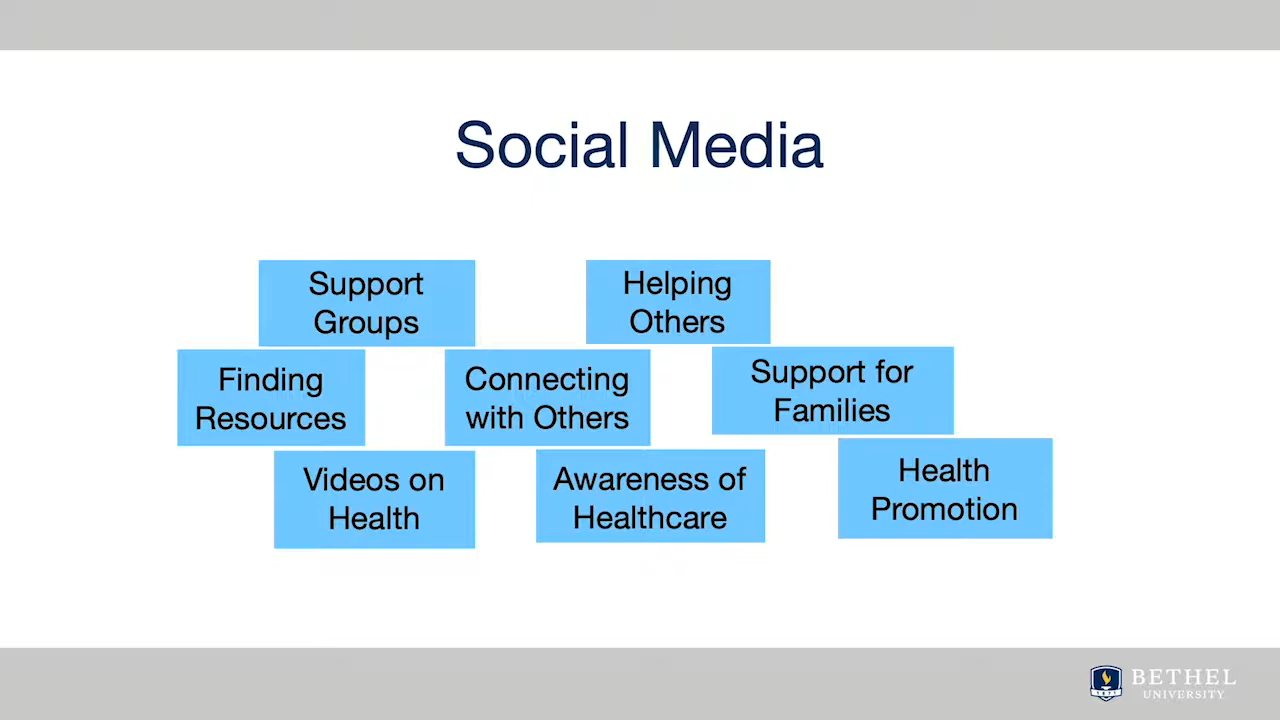 Social Media
Support
Groups
Helping
Others
Finding
Resources
Connecting
with Others
Support for
Families
Videos on
Health
Awareness of
Healthcare
Health
Promotion
BETHEL
UNIVERSITY